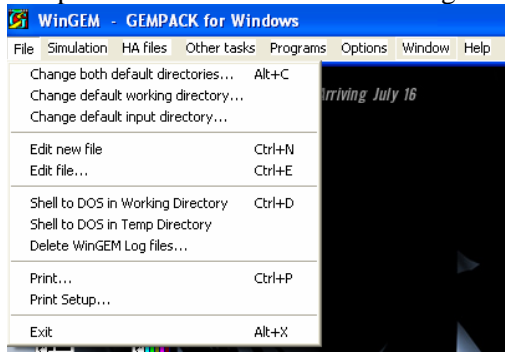 WinGEM - GEMPACK for Windows
File Simulation HA files Other tasks Programs Options Window Help
Change both default directories... Alt+C
Change default working directory...
Arriving July 16
Change default input directory...
Edit new file Ctrl+N
Edit file... Ctrl+E
Shell to DOS in Working Directory Ctrl+D
Shell to DOS in Temp Directory
Delete WinGEM Log files...
Print... Ctrl+P
Print Setup...
Exit Alt+X